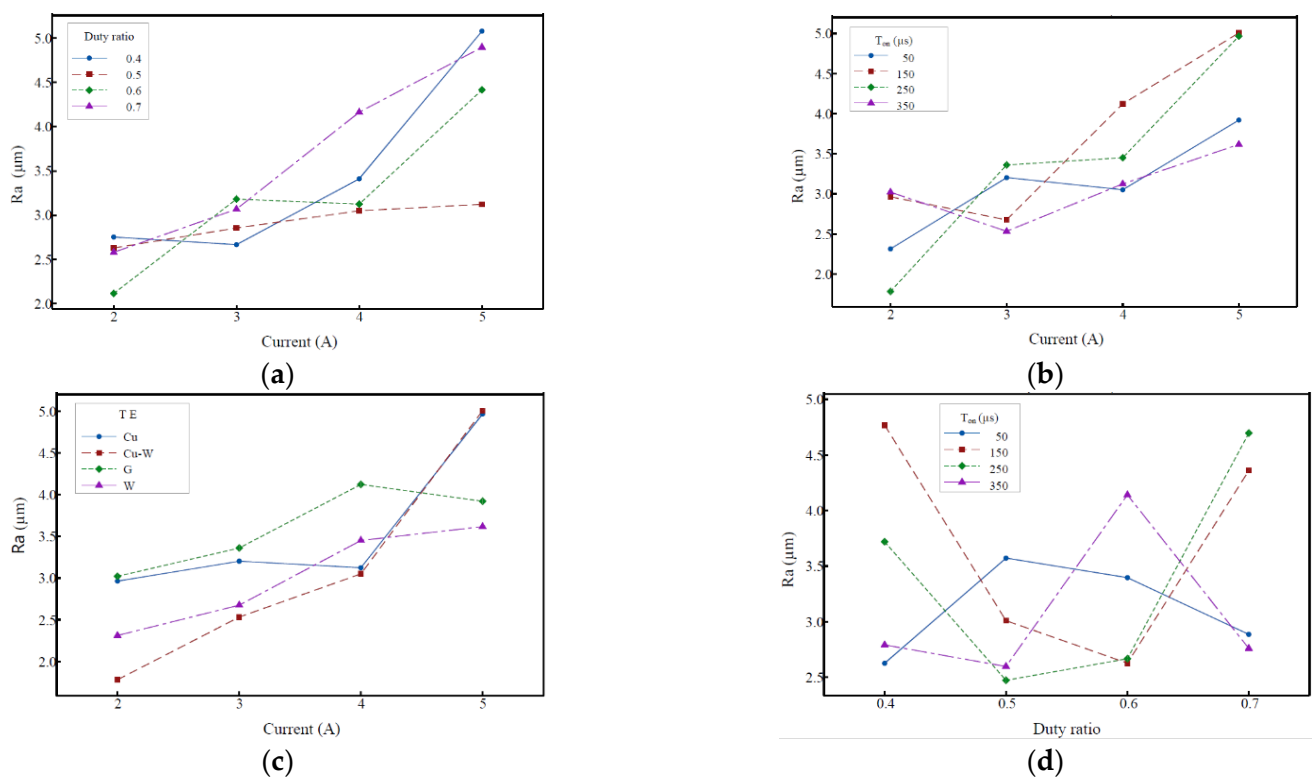 Duty ratio
0.4
0.5
0.6
0.7
5.0
4.5
4.0
3.5
3.0
2.5
2.0
Ra (μm)
2 3 4 5
Current (A)
(a)
Ton (μs)
50
150
250
350
5.0
4.5
4.0
3.5
3.0
2.5
2.0
Ra (μm)
2 3 4 5
Current (A)
(b)
T E
Cu
Cu-W
G
W
5.0
4.5
4.0
3.5
3.0
2.5
2.0
Ra (μm)
2 3 4 5
Current (A)
(c)
Ton (μs)
50
150
250
350
5.0
4.5
4.0
3.5
3.0
2.5
Ra (μm)
0.4 0.5 0.6 0.7
Duty ratio
(d)